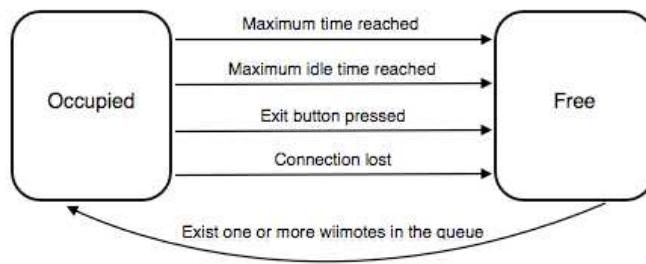 Maximum time reached
Maximum idle time reached
Occupied
Free
Exit button pressed
Connection lost
Exist one or more wiimotes in the queue